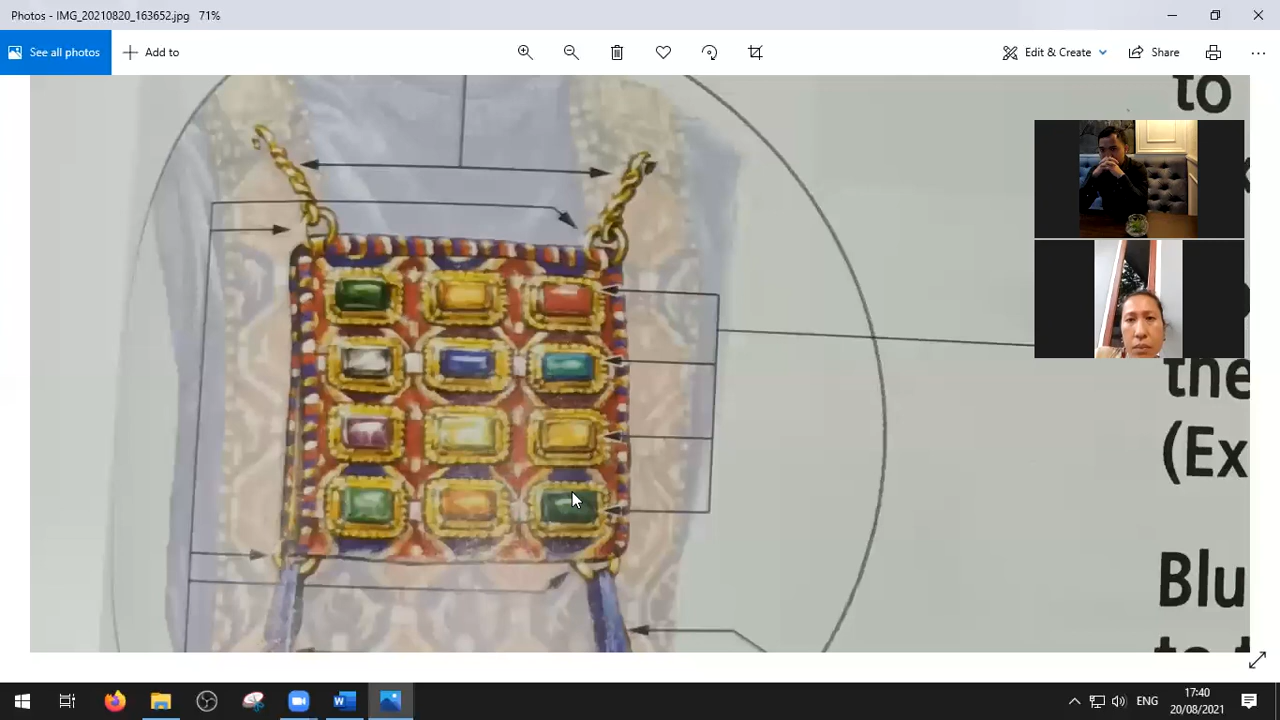 Photos - IMG_20210820_163652.jpg 71%
See all photos
Add to
Edit & Create
Share
to
the
(Ex
Blu
ENG
17:40
20/08/2021